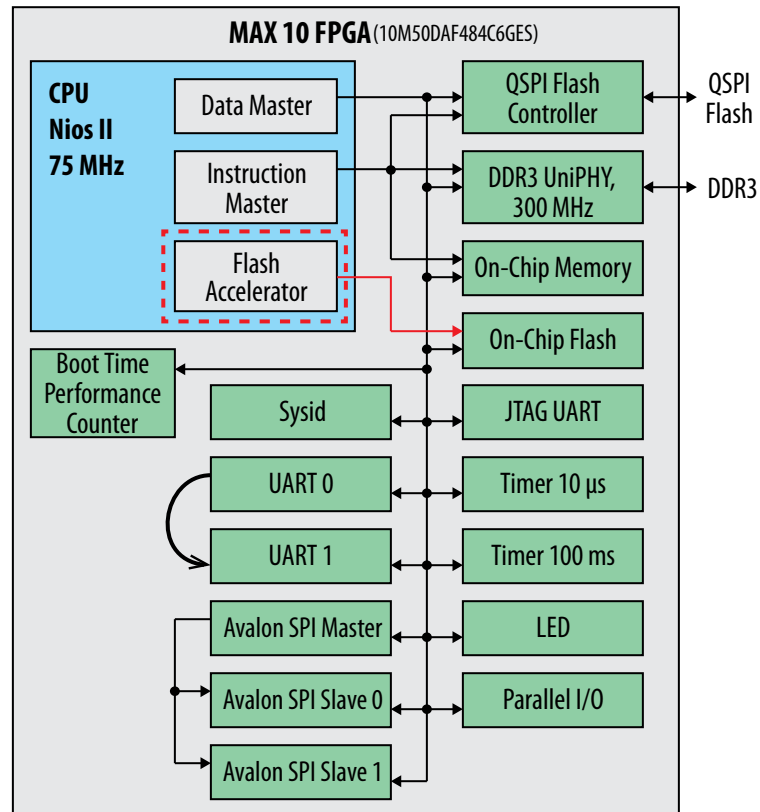 MAX 10 FPGA (10M50DAF484C6GES)
CPU
Nios II
75 MHz
Data Master
Instruction
Master
Flash
Accelerator
QSPI Flash
Controller
QSPI
Flash
DDR3 UniPHY,
300 MHz
DDR3
On-Chip Memory
On-Chip Flash
Boot Time
Performance
Counter
Sysid
JTAG UART
UART 0
Timer 10 µs
UART 1
Timer 100 ms
Avalon SPI Master
LED
Avalon SPI Slave 0
Parallel I/O
Avalon SPI Slave 1